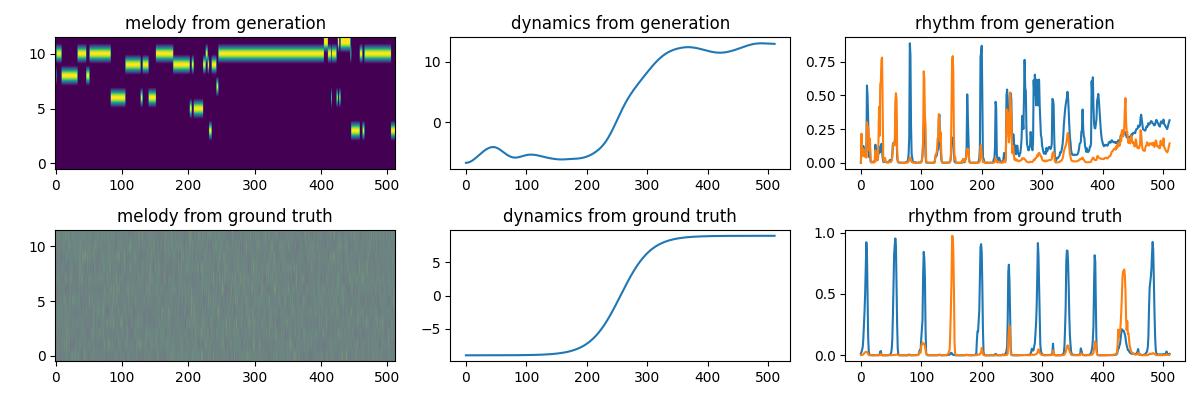 melody from generation
10
5
0
0 100 200 300 400 500
dynamics from generation
10
0
0 100 200 300 400 500
rhythm from generation
0.75
0.50
0.25
0.00
0 100 200 300 400 500
melody from ground truth
10
5
0
0 100 200 300 400 500
dynamics from ground truth
5
0
−5
0 100 200 300 400 500
rhythm from ground truth
1.0
0.5
0.0
0 100 200 300 400 500